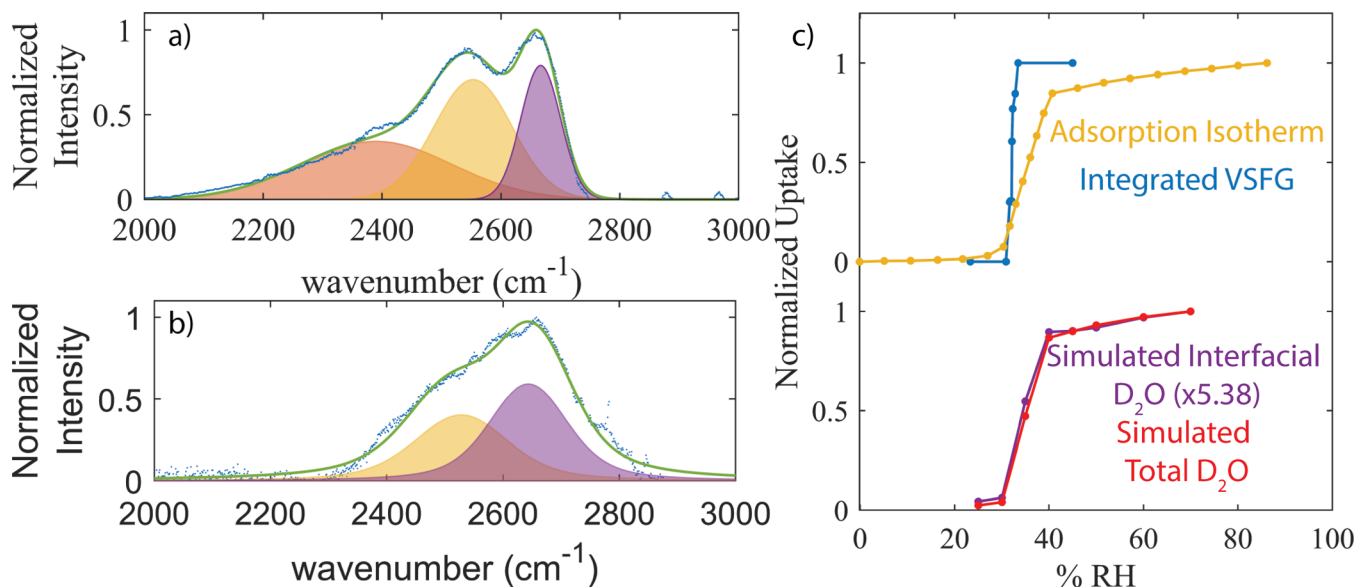 a)
Normalized
Intensity
1
0.5
0
2000 2200 2400 2600 2800 3000
wavenumber (cm⁻¹)
b)
Normalized
Intensity
1
0.5
0
2000 2200 2400 2600 2800 3000
wavenumber (cm⁻¹)
c)
Normalized Uptake
1
0.5
0
Adsorption Isotherm
Integrated VSFG
1
0.5
0
Simulated Interfacial
D₂O (x5.38)
Simulated
Total D₂O
0 20 40 60 80 100
% RH